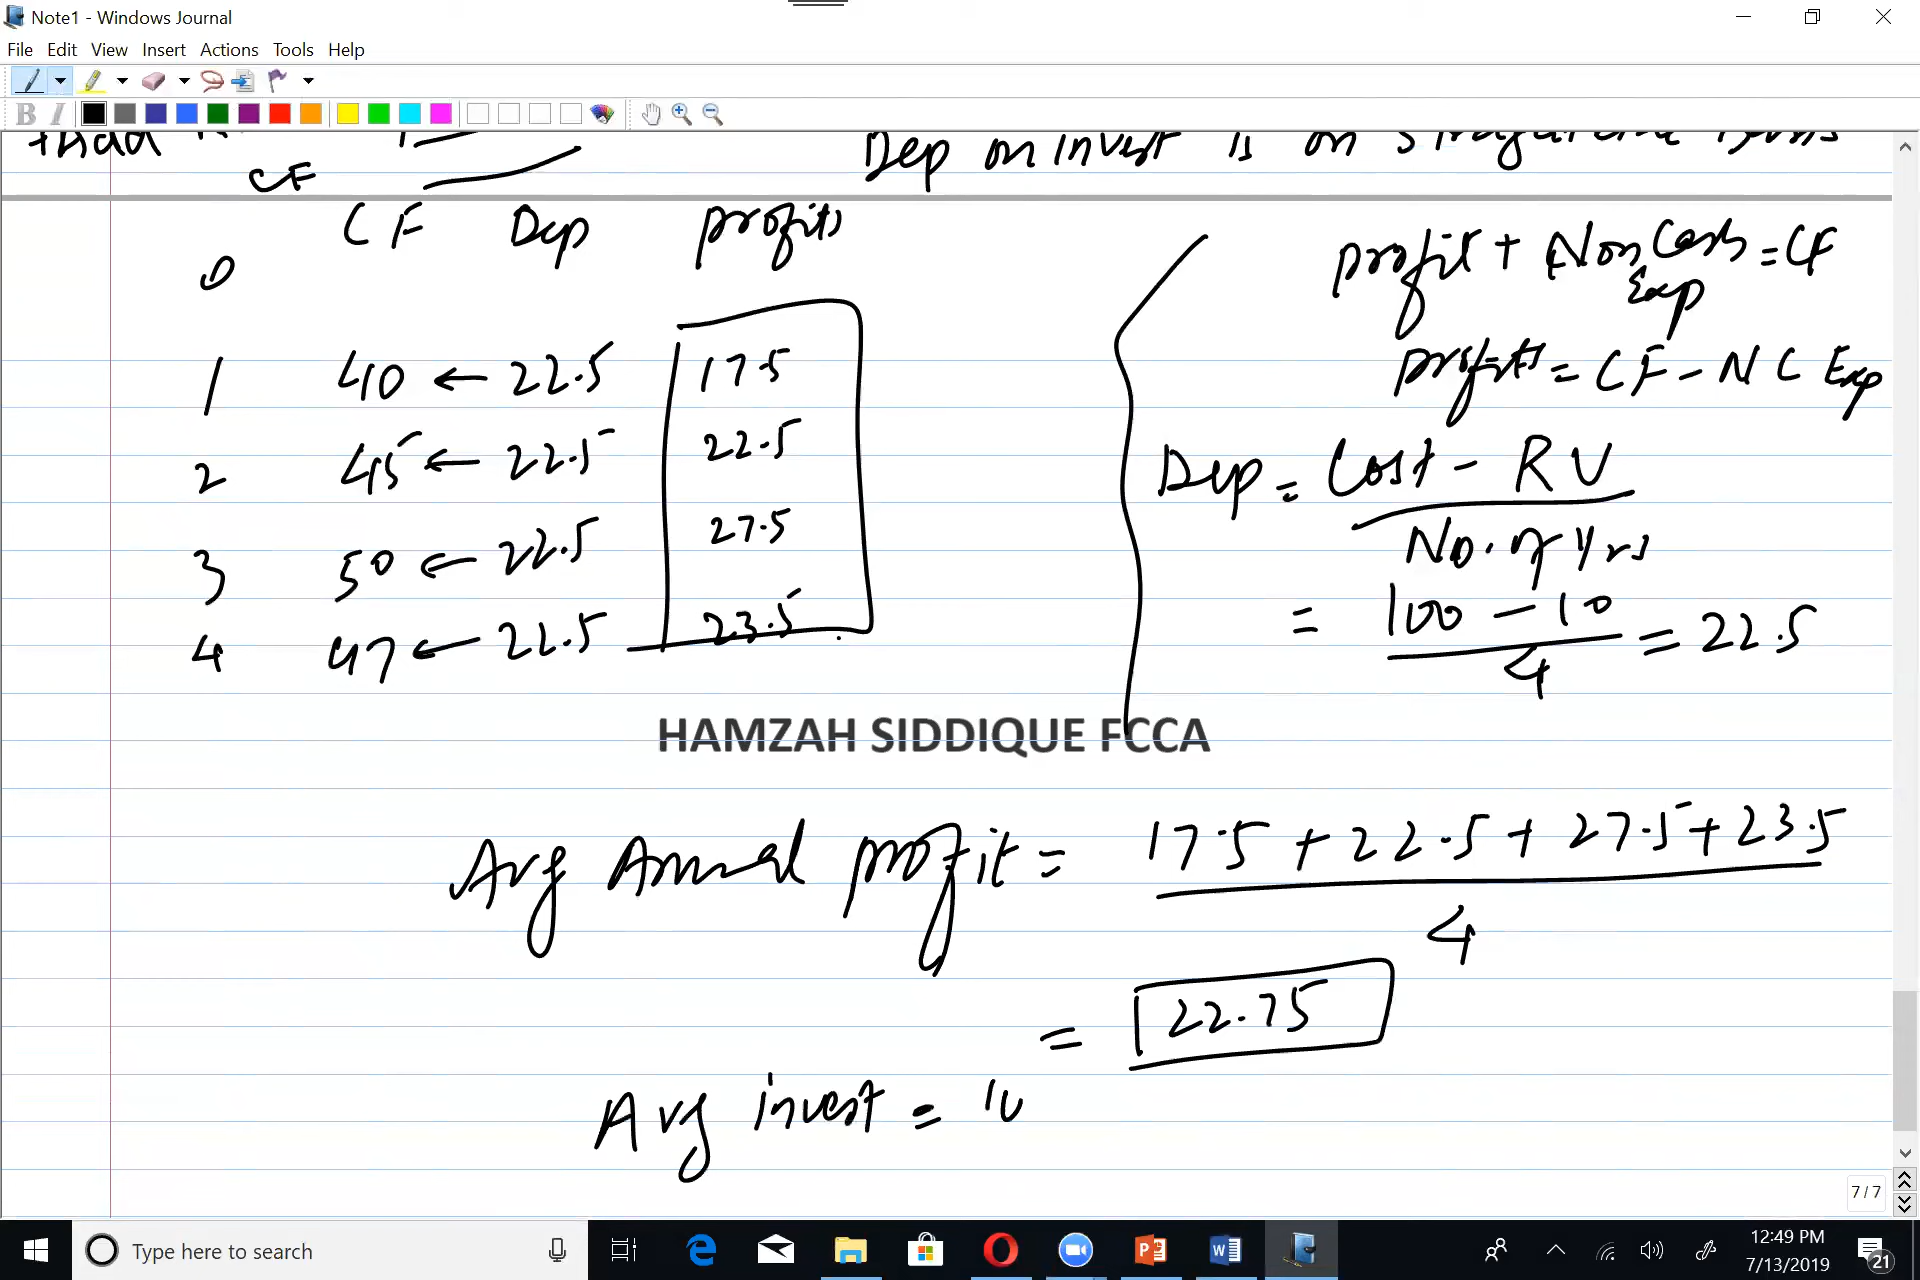 Note1 - Windows Journal
File Edit View Insert Actions Tools Help
B I
CF
Dep on invest is on
CF Dep profits
0
1 40 ← 22.5 17.5
2 45 ← 22.5 22.5
3 50 ← 22.5 27.5
4 47 ← 22.5 23.5
profit + Non Cash = CF
Exp
profits = CF - NC Exp
Dep = Cost - RV
No. of Yrs
= 100 - 10 = 22.5
4
HAMZAH SIDDIQUE FCCA
Avg Annual profit = 17.5 + 22.5 + 27.5 + 23.5
4
= 22.75
Avg invest = 10
7 / 7
Type here to search
12:49 PM
7/13/2019
21